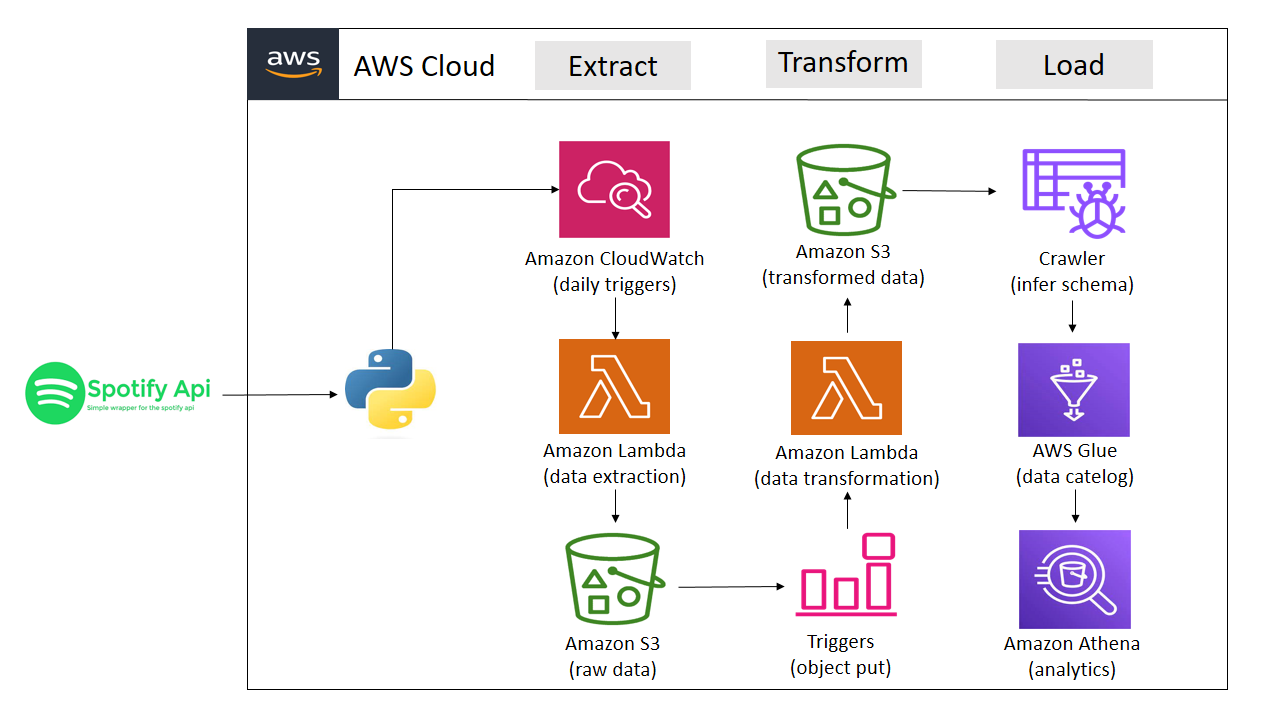 aws
AWS Cloud
Extract
Transform
Load
Spotify Api
Simple wrapper for the spotify api
Amazon CloudWatch
(daily triggers)
Amazon Lambda
(data extraction)
Amazon S3
(raw data)
Amazon S3
(transformed data)
Amazon Lambda
(data transformation)
Triggers
(object put)
Crawler
(infer schema)
AWS Glue
(data catelog)
Amazon Athena
(analytics)